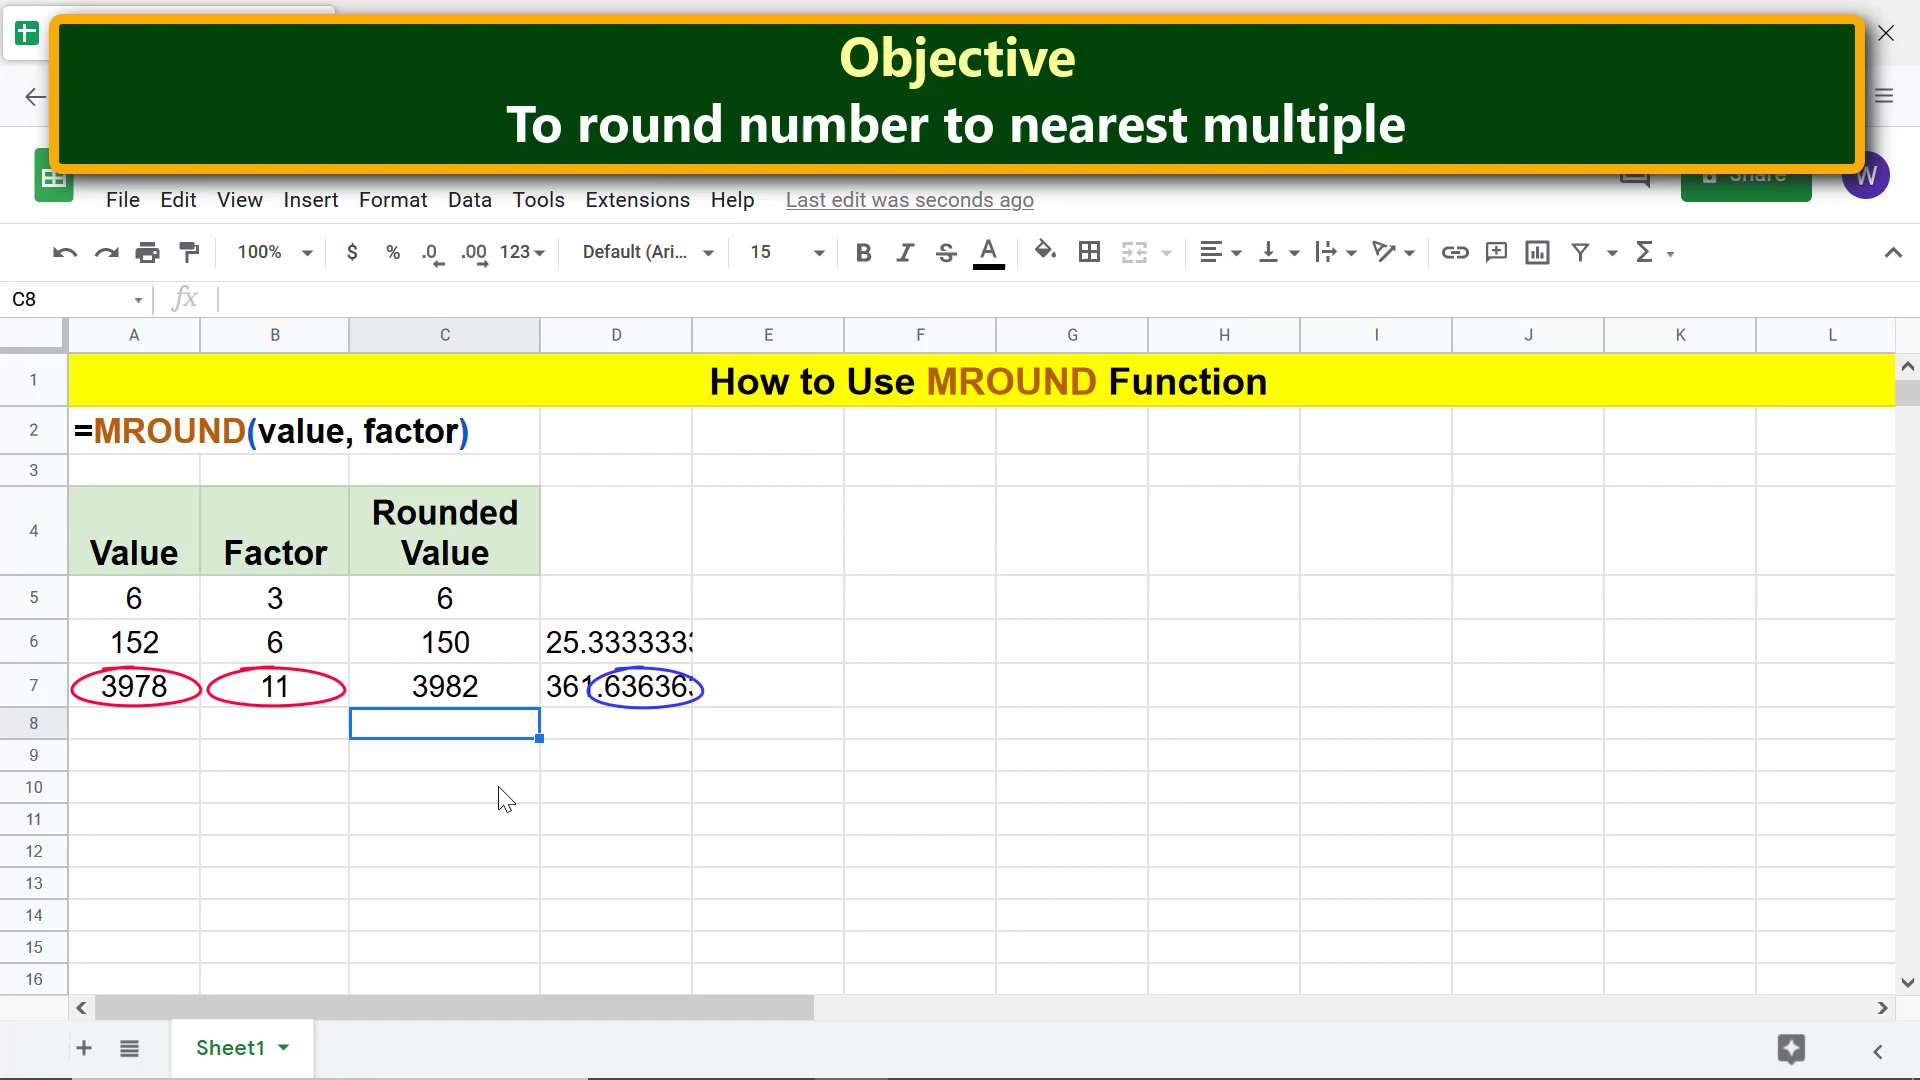 Objective
To round number to nearest multiple
File Edit View Insert Format Data Tools Extensions Help Last edit was seconds ago
Share W
100% $ % .0 .00 123 Default (Ari... 15 B I S A
C8 fx
A B C D E F G H I J K L
1 How to Use MROUND Function
2 =MROUND(value, factor)
3
4 Value Factor Rounded Value
5 6 3 6
6 152 6 150 25.3333333
7 3978 11 3982 361.636363
8
9
10
11
12
13
14
15
16
Sheet1